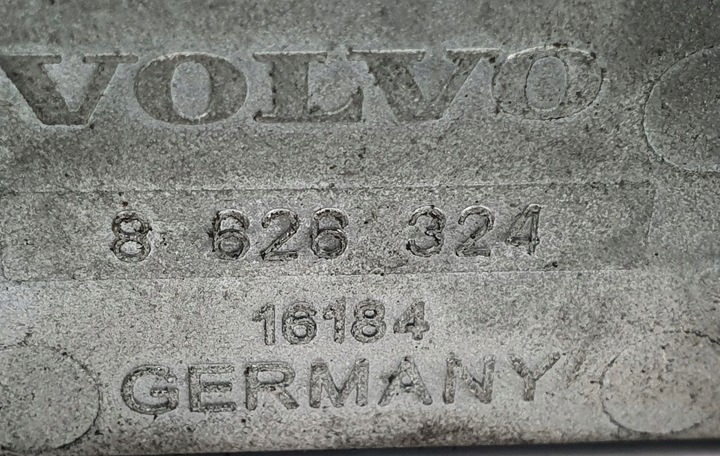 VOLVO
8 626 324
16184
GERMANY